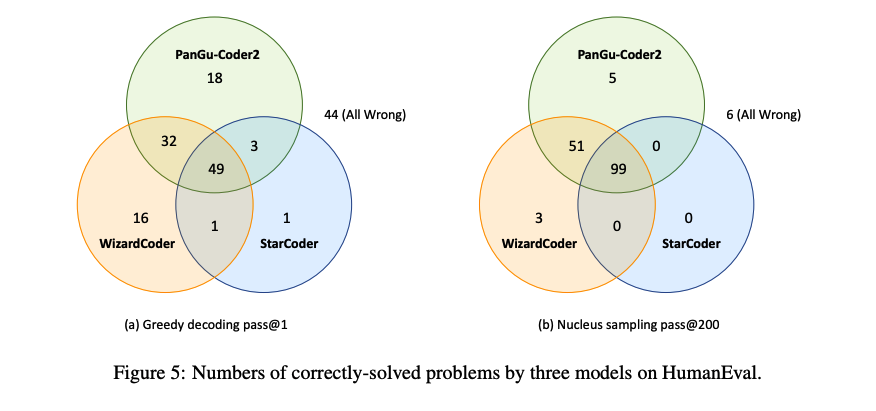 PanGu-Coder2
18
44 (All Wrong)
32
3
49
16
1
1
WizardCoder
StarCoder
(a) Greedy decoding pass@1
PanGu-Coder2
5
6 (All Wrong)
51
0
99
3
0
0
WizardCoder
StarCoder
(b) Nucleus sampling pass@200
Figure 5: Numbers of correctly-solved problems by three models on HumanEval.